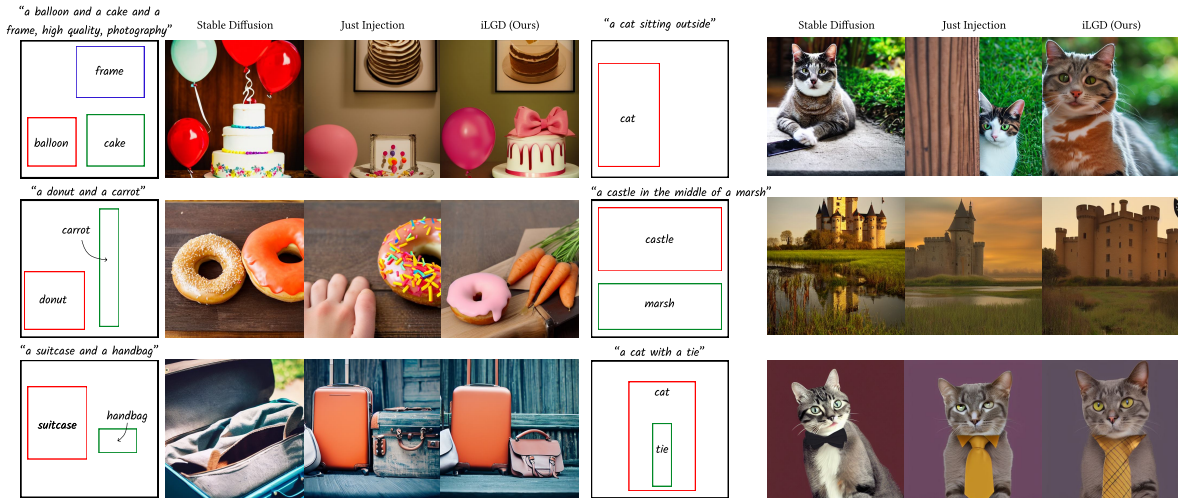 "a balloon and a cake and a
frame, high quality, photography"
Stable Diffusion
Just Injection
iLGD (Ours)
frame
balloon
cake
"a cat sitting outside"
Stable Diffusion
Just Injection
iLGD (Ours)
cat
"a donut and a carrot"
carrot
donut
"a castle in the middle of a marsh"
castle
marsh
"a suitcase and a handbag"
suitcase
handbag
"a cat with a tie"
cat
tie